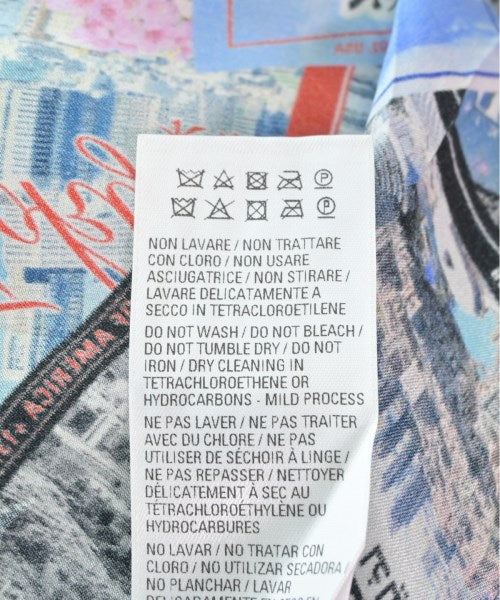 NON LAVARE / NON TRATTARE
CON CLORO / NON USARE
ASCIUGATRICE / NON STIRARE /
LAVARE DELICATAMENTE A
SECCO IN TETRACLOROETILENE
DO NOT WASH / DO NOT BLEACH /
DO NOT TUMBLE DRY / DO NOT
IRON / DRY CLEANING IN
TETRACHLOROETHENE OR
HYDROCARBONS - MILD PROCESS
NE PAS LAVER / NE PAS TRAITER
AVEC DU CHLORE / NE PAS
UTILISER DE SÉCHOIR À LINGE /
NE PAS REPASSER / NETTOYER
DÉLICATEMENT À SEC AU
TÉTRACHLOROÉTHYLÈNE OU
HYDROCARBURES
NO LAVAR / NO TRATAR CON
CLORO / NO UTILIZAR SECADORA /
NO PLANCHAR / LAVAR
AMERICA
USA